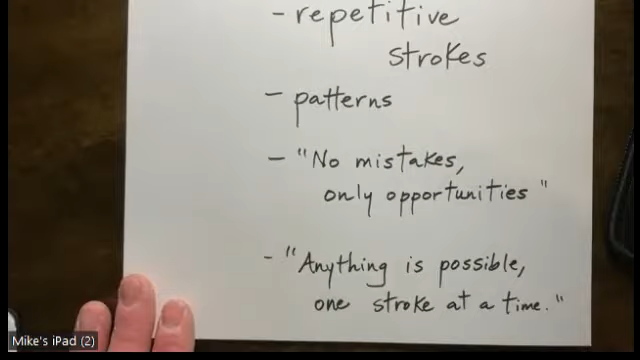 - repetitive
strokes
- patterns
- "No mistakes,
only opportunities"
- "Anything is possible,
one stroke at a time."
Mike's iPad (2)